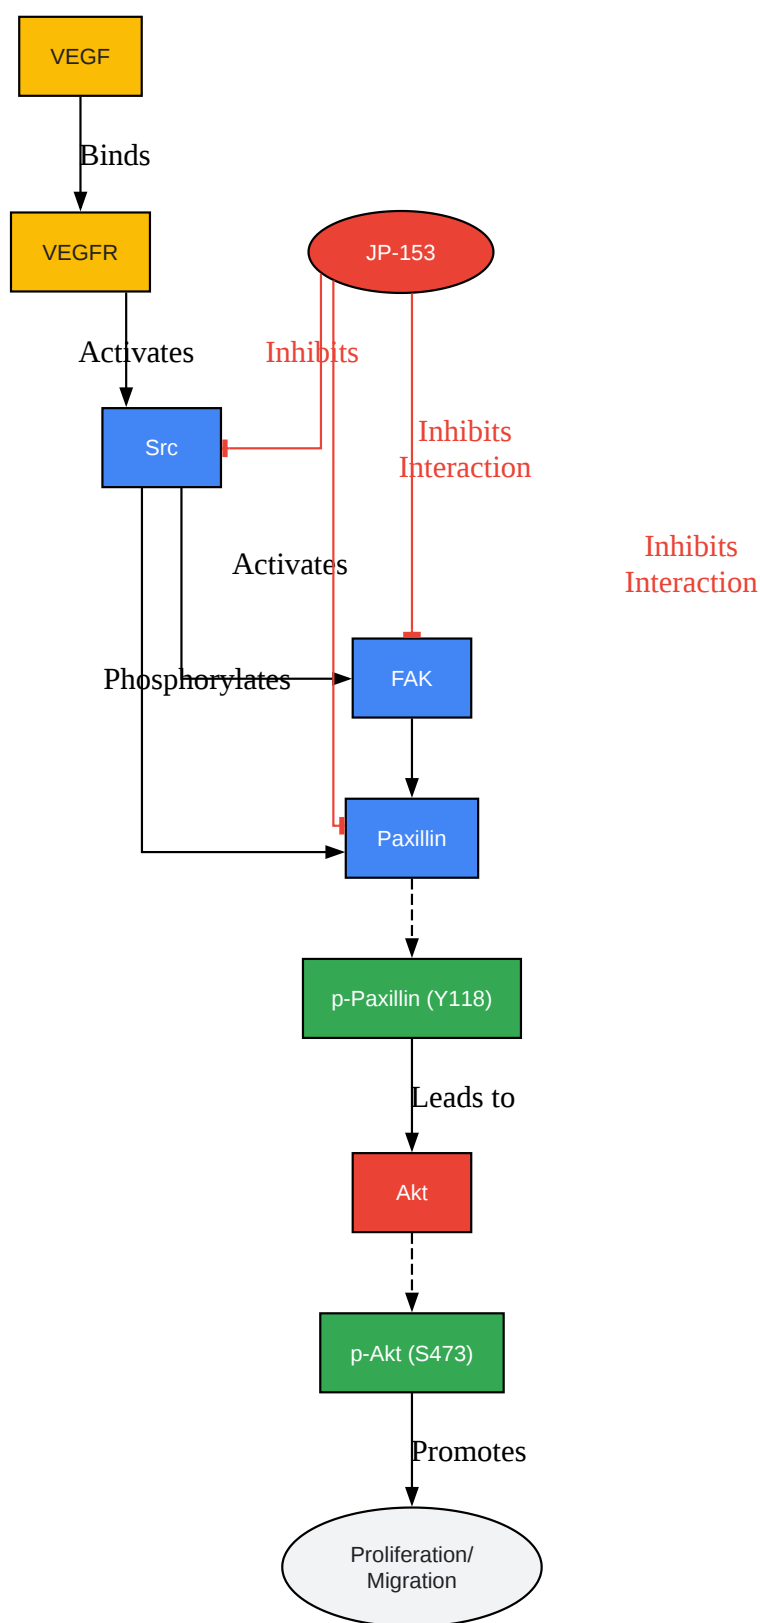 VEGF
Binds
VEGFR
JP-153
Activates
Inhibits
Inhibits
Interaction
Src
Inhibits
Interaction
Activates
FAK
Phosphorylates
Paxillin
p-Paxillin (Y118)
Leads to
Akt
p-Akt (S473)
Promotes
Proliferation/
Migration